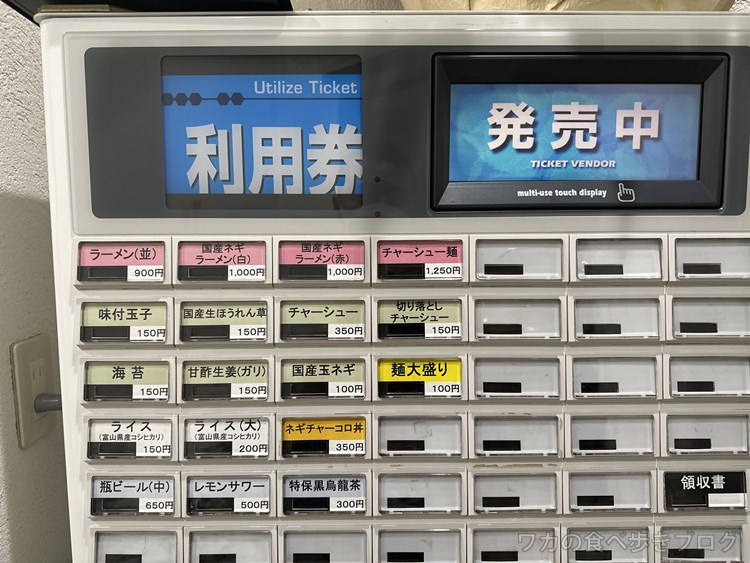 Utilize Ticket
利用券
発売中
TICKET VENDOR
multi-use touch display
ラーメン(並)
900円
国産ネギ
ラーメン(白)
1,000円
国産ネギ
ラーメン(赤)
1,000円
チャーシュー麺
1,250円
味付玉子
150円
国産生ほうれん草
150円
チャーシュー
350円
切り落とし
チャーシュー
150円
海苔
150円
甘酢生姜(ガリ)
150円
国産玉ネギ
100円
麺大盛り
100円
ライス
(富山県産コシヒカリ)
150円
ライス(大)
(富山県産コシヒカリ)
200円
ネギチャーコロ丼
350円
瓶ビール(中)
650円
レモンサワー
500円
特保黒烏龍茶
300円
領収書
ワカの食べ歩きブログ